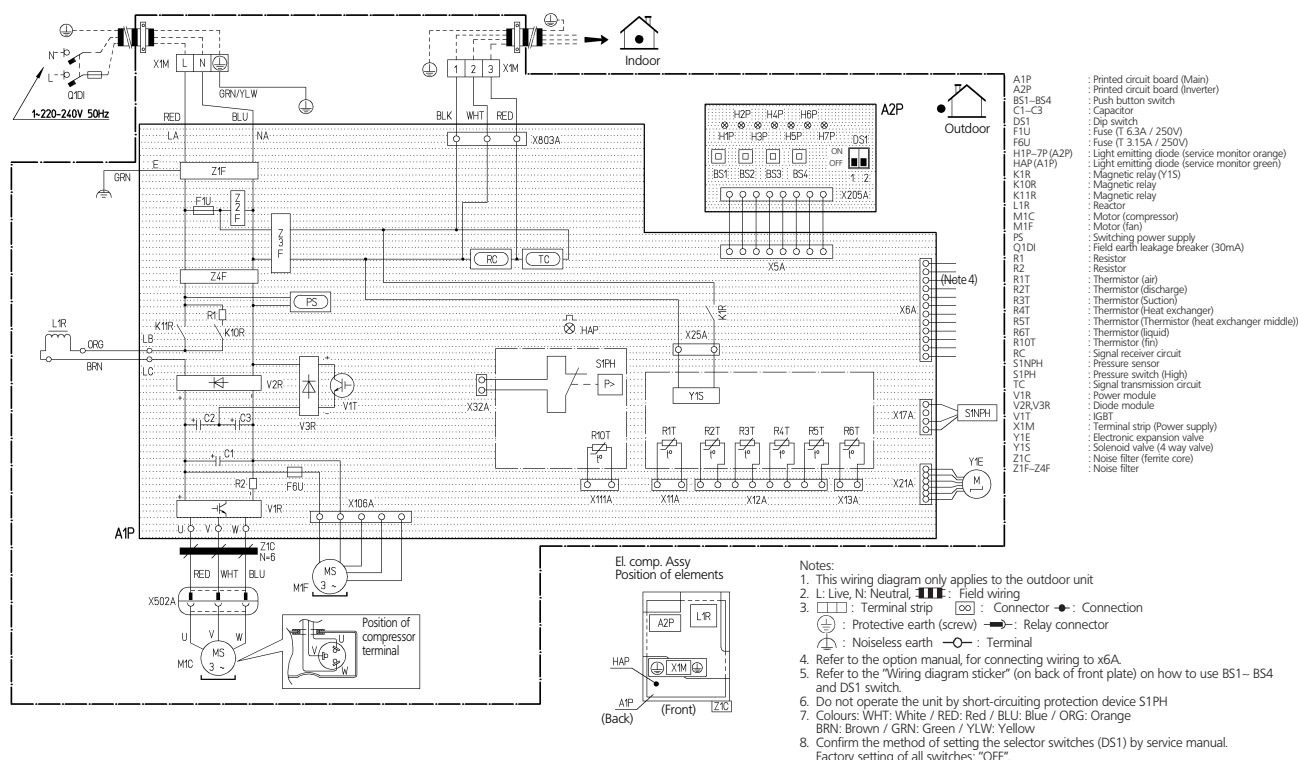 Indoor
N
L
Q1DI
1~220-240V 50Hz
X1M
L N
GRN/YLW
1 2 3
X1M
RED
BLU
BLK
WHT
RED
LA
NA
X803A
E
GRN
Z1F
F1U
Z2F
Z3F
RC
TC
Z4F
PS
R1
K11R
K10R
L1R
ORG
BRN
LB
LC
V2R
V1T
V3R
C2
C3
C1
R2
F6U
V1R
X106A
U V W
A1P
Z1C
N=6
RED WHT BLU
X502A
U V W
M1C
MS
3 ~
M1F
MS
3 ~
Position of
compressor
terminal
U
V
W
HAP
S1PH
P>
X32A
R10T
t°
X111A
K1R
X25A
Y1S
R1T R2T R3T R4T R5T R6T
t° t° t° t° t° t°
X11A
X12A
X13A
A2P
H2P H4P H6P
H1P H3P H5P H7P
DS1
ON
OFF
BS1 BS2 BS3 BS4
1 2
X205A
X5A
(Note 4)
X6A
X17A
S1NPH
X21A
Y1E
M
Outdoor
A1P : Printed circuit board (Main)
A2P : Printed circuit board (Inverter)
BS1~BS4 : Push button switch
C1~C3 : Capacitor
DS1 : Dip switch
F1U : Fuse (T 6.3A / 250V)
F6U : Fuse (T 3.15A / 250V)
H1P~7P (A2P) : Light emitting diode (service monitor orange)
HAP (A1P) : Light emitting diode (service monitor green)
K1R : Magnetic relay (Y1S)
K10R : Magnetic relay
K11R : Magnetic relay
L1R : Reactor
M1C : Motor (compressor)
M1F : Motor (fan)
PS : Switching power supply
Q1DI : Field earth leakage breaker (30mA)
R1 : Resistor
R2 : Resistor
R1T : Thermistor (air)
R2T : Thermistor (discharge)
R3T : Thermistor (Suction)
R4T : Thermistor (Heat exchanger)
R5T : Thermistor (Thermistor (heat exchanger middle))
R6T : Thermistor (liquid)
R10T : Thermistor (fin)
RC : Signal receiver circuit
S1NPH : Pressure sensor
S1PH : Pressure switch (High)
TC : Signal transmission circuit
V1R : Power module
V2R,V3R : Diode module
V1T : IGBT
X1M : Terminal strip (Power supply)
Y1E : Electronic expansion valve
Y1S : Solenoid valve (4 way valve)
Z1C : Noise filter (ferrite core)
Z1F~Z4F : Noise filter
El. comp. Assy
Position of elements
A2P
L1R
HAP
X1M
A1P
(Back)
(Front)
Z1C
Notes:
1. This wiring diagram only applies to the outdoor unit
2. L: Live, N: Neutral, : Field wiring
3. : Terminal strip : Connector : Connection
: Protective earth (screw) : Relay connector
: Noiseless earth : Terminal
4. Refer to the option manual, for connecting wiring to x6A.
5. Refer to the "Wiring diagram sticker" (on back of front plate) on how to use BS1~ BS4
and DS1 switch.
6. Do not operate the unit by short-circuiting protection device S1PH
7. Colours: WHT: White / RED: Red / BLU: Blue / ORG: Orange
BRN: Brown / GRN: Green / YLW: Yellow
8. Confirm the method of setting the selector switches (DS1) by service manual.
Factory setting of all switches: "OFF".